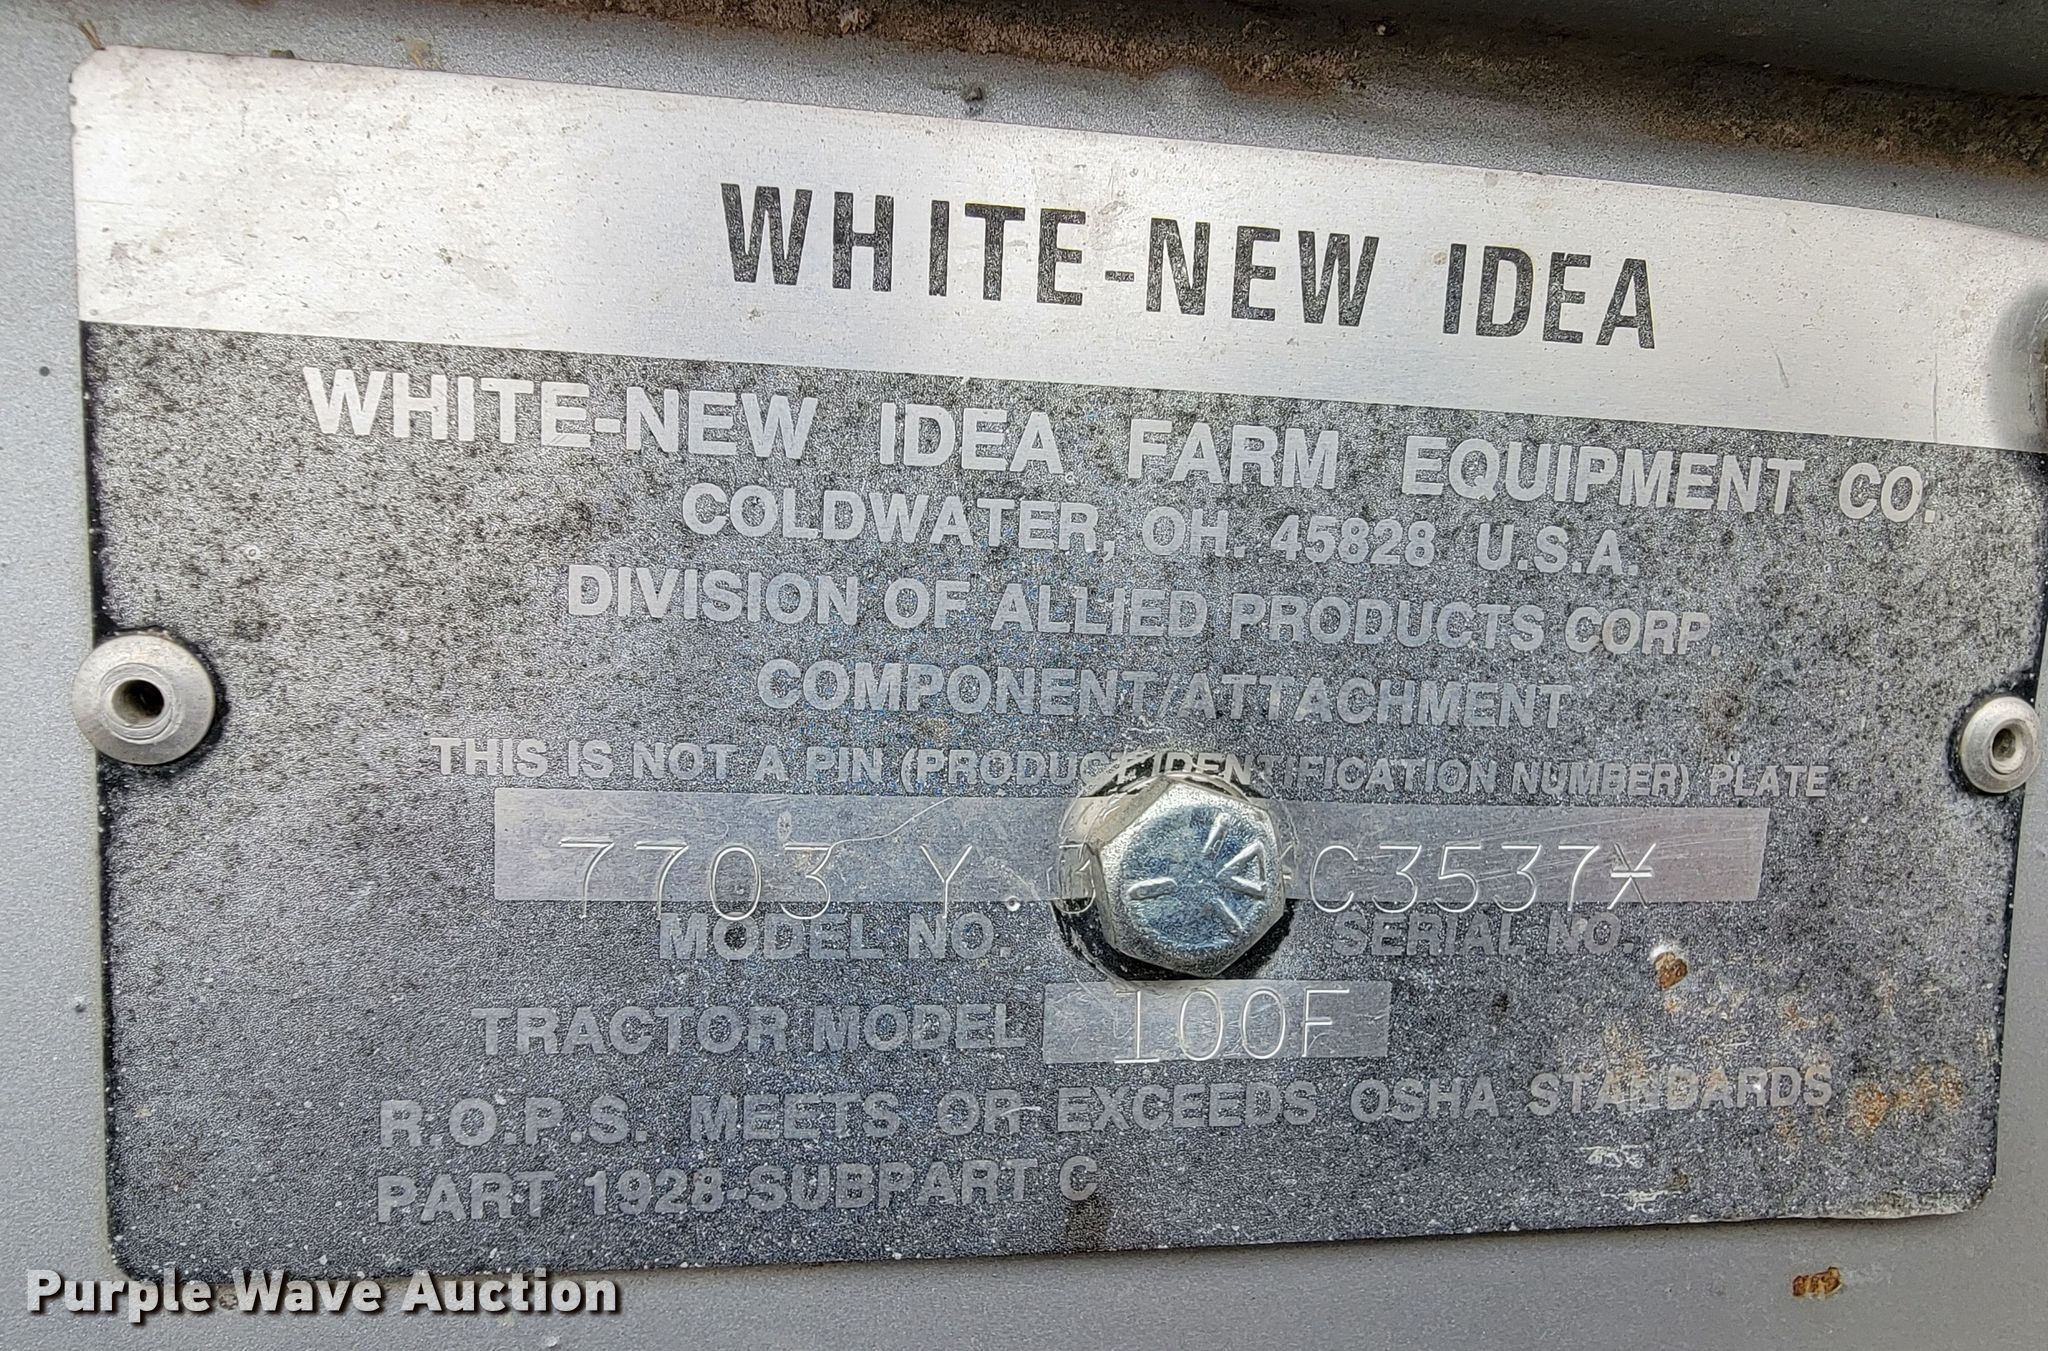 WHITE-NEW IDEA
WHITE-NEW IDEA FARM EQUIPMENT CO.
COLDWATER, OH. 45828 U.S.A.
DIVISION OF ALLIED PRODUCTS CORP.
COMPONENT/ATTACHMENT
THIS IS NOT A PIN (PRODUCT IDENTIFICATION NUMBER) PLATE
7703 C3537
MODEL NO. SERIAL NO.
TRACTOR MODEL 100F
R.O.P.S. MEETS OR EXCEEDS OSHA STANDARDS
PART 1928-SUBPART C
Purple Wave Auction